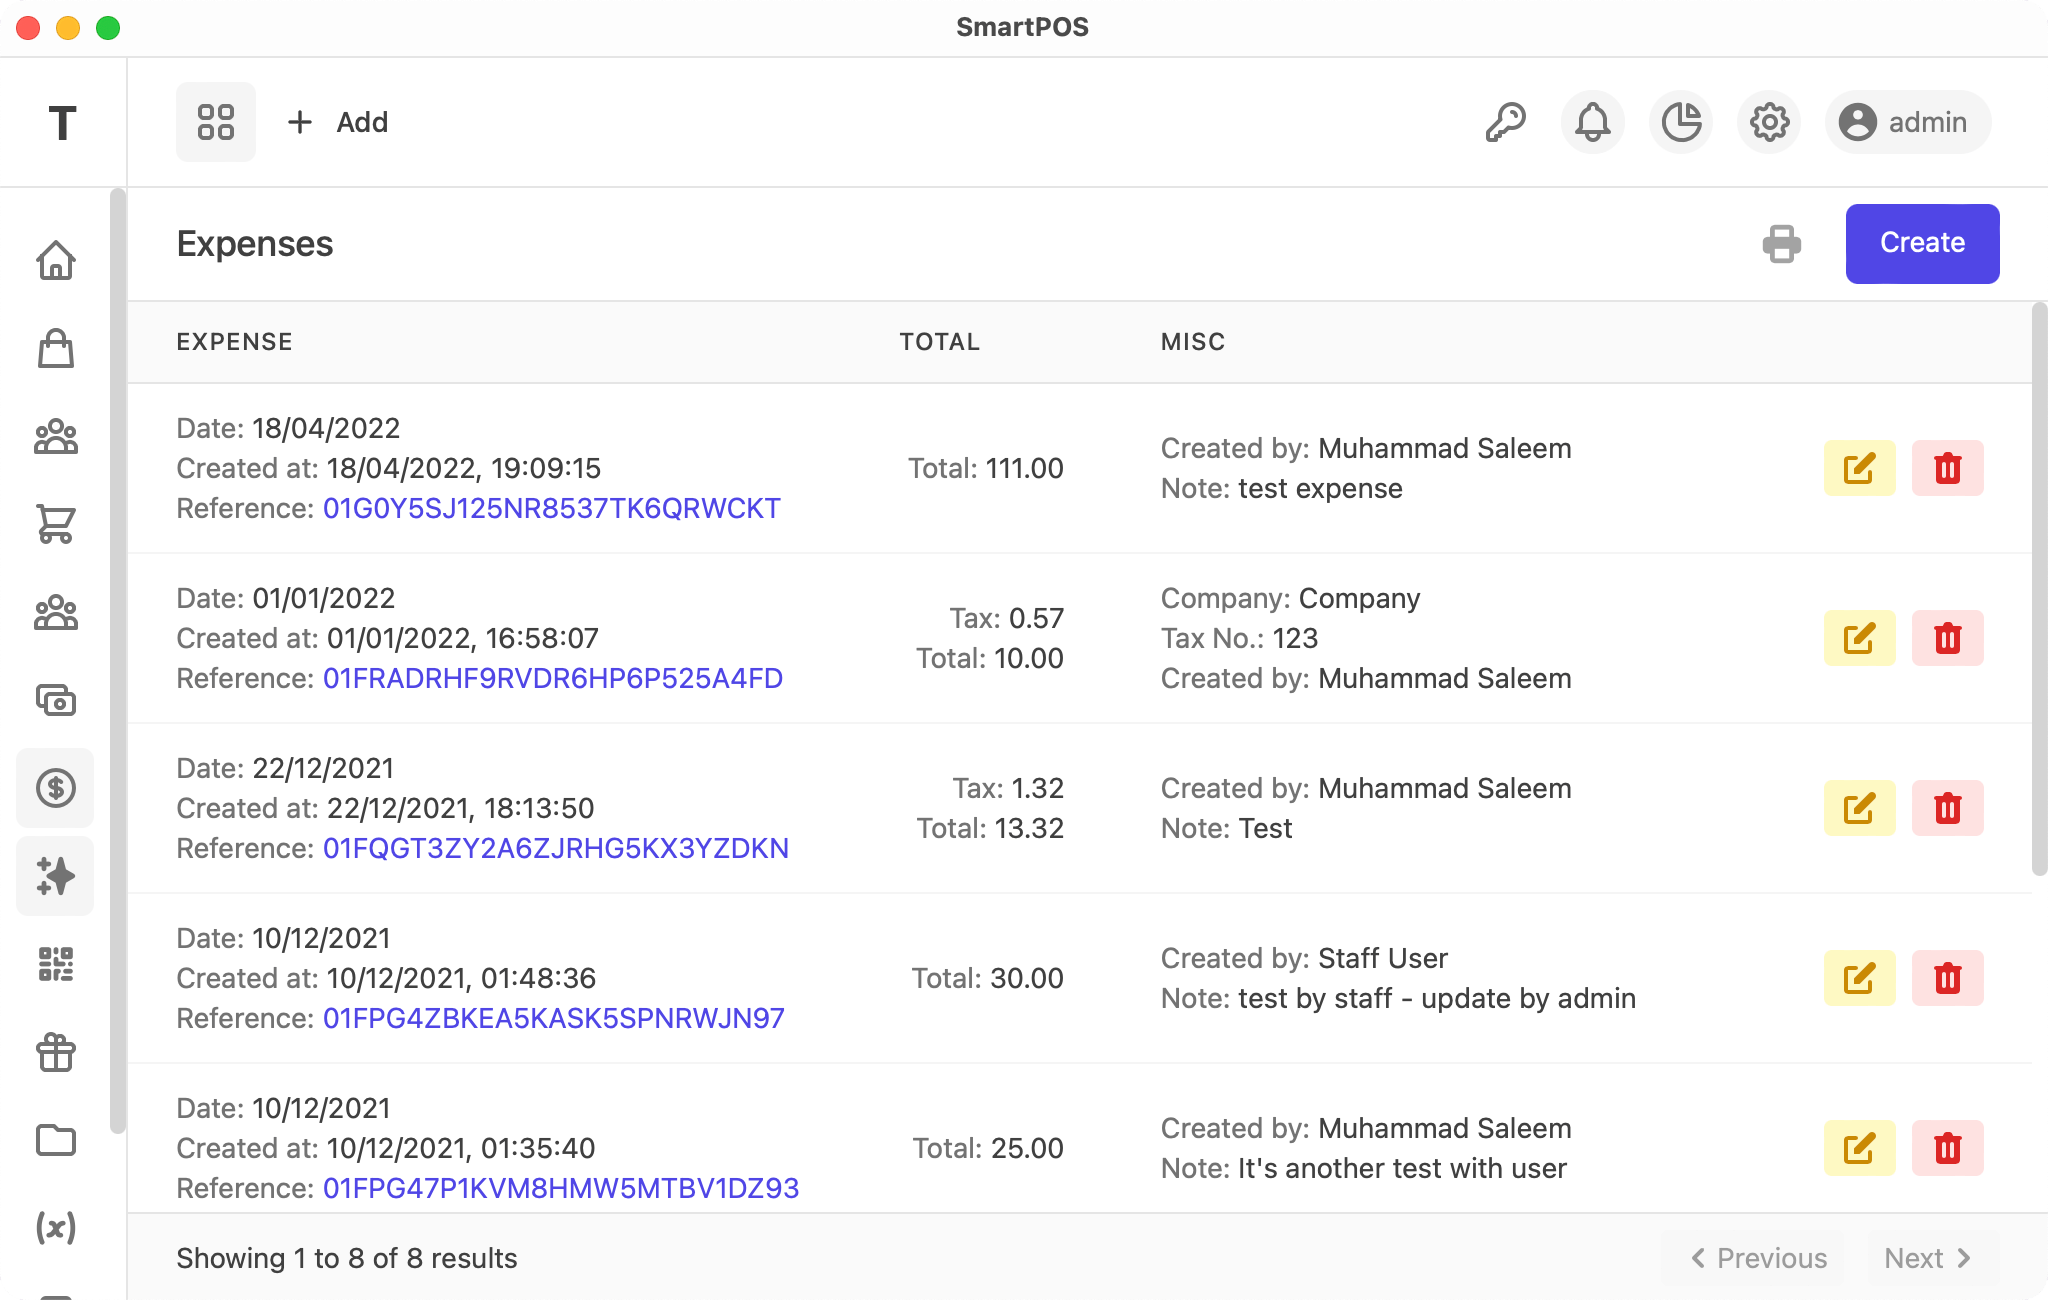 SmartPOS
T
+ Add
admin
Expenses
Create
EXPENSE TOTAL MISC
Date: 18/04/2022
Created at: 18/04/2022, 19:09:15
Reference: 01G0Y5SJ125NR8537TK6QRWCKT
Total: 111.00
Created by: Muhammad Saleem
Note: test expense
Date: 01/01/2022
Created at: 01/01/2022, 16:58:07
Reference: 01FRADRHF9RVDR6HP6P525A4FD
Tax: 0.57
Total: 10.00
Company: Company
Tax No.: 123
Created by: Muhammad Saleem
Date: 22/12/2021
Created at: 22/12/2021, 18:13:50
Reference: 01FQGT3ZY2A6ZJRHG5KX3YZDKN
Tax: 1.32
Total: 13.32
Created by: Muhammad Saleem
Note: Test
Date: 10/12/2021
Created at: 10/12/2021, 01:48:36
Reference: 01FPG4ZBKEA5KASK5SPNRWJN97
Total: 30.00
Created by: Staff User
Note: test by staff - update by admin
Date: 10/12/2021
Created at: 10/12/2021, 01:35:40
Reference: 01FPG47P1KVM8HMW5MTBV1DZ93
Total: 25.00
Created by: Muhammad Saleem
Note: It's another test with user
(x)
Showing 1 to 8 of 8 results
Previous
Next